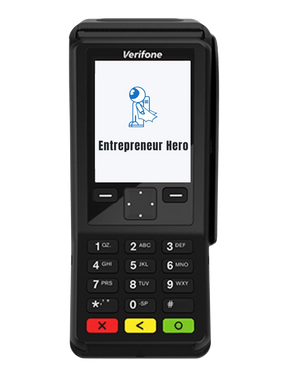 Verifone
Entrepreneur Hero
1 QZ. 2 ABC 3 DEF
4 GHI 5 JKL 6 MNO
7 PRS 8 TUV 9 WXY
*,'" 0 -SP #
X < O